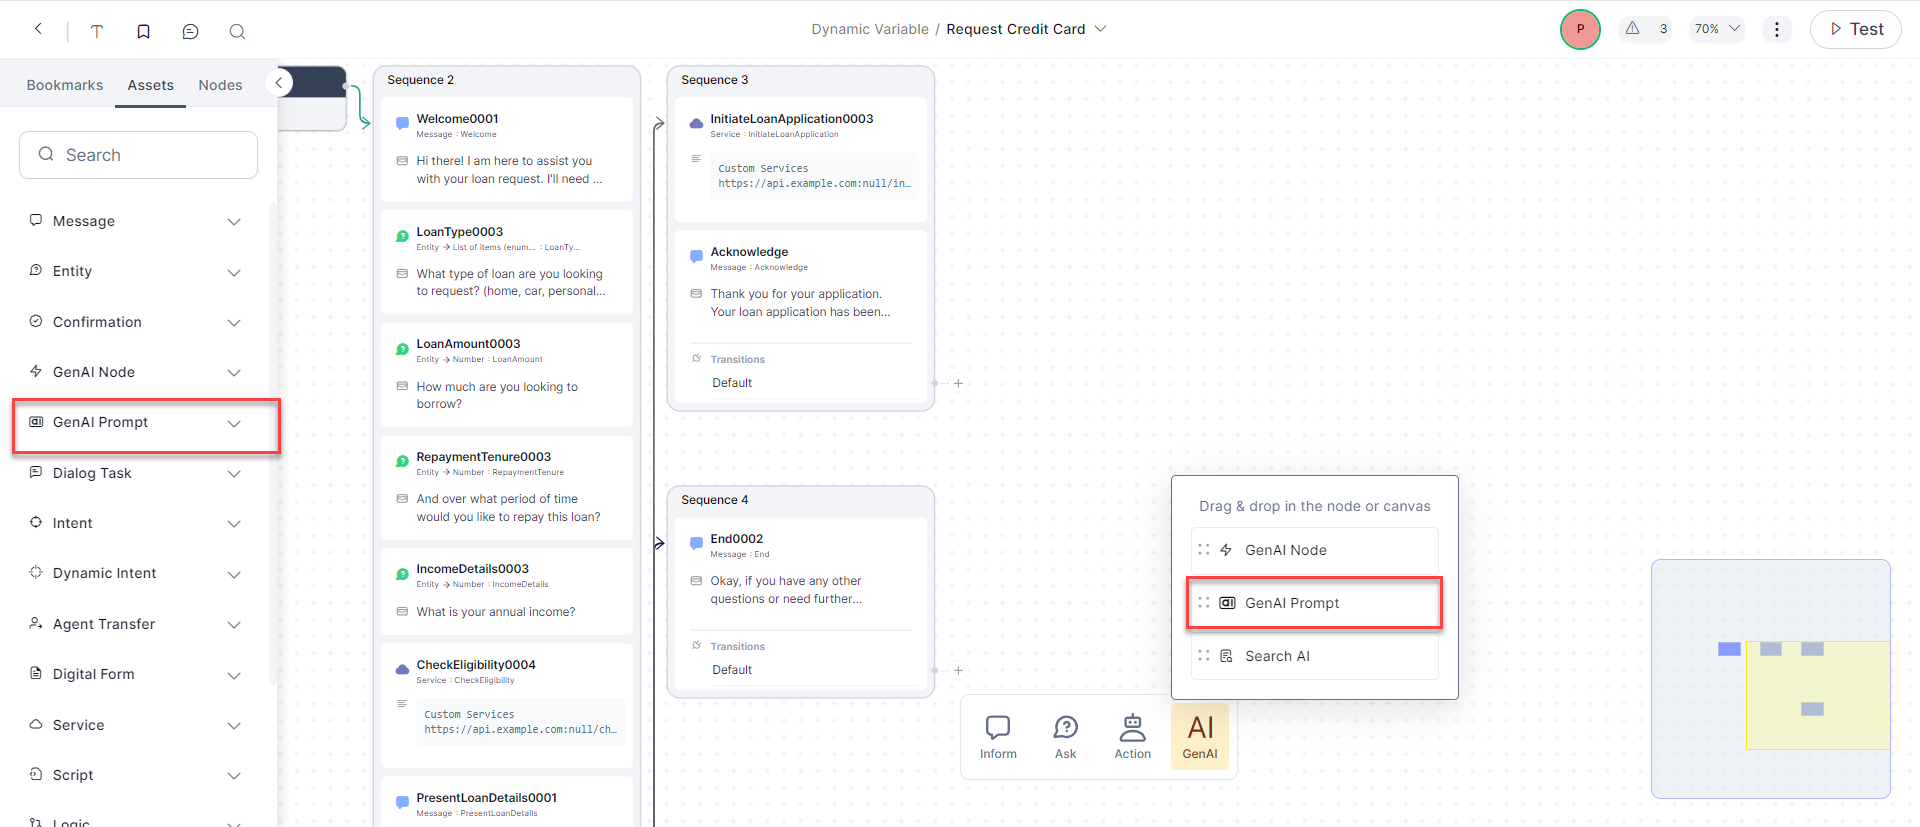 Dynamic Variable / Request Credit Card
P
3
70%
Test
Bookmarks
Assets
Nodes
Search
Message
Entity
Confirmation
GenAI Node
GenAI Prompt
Dialog Task
Intent
Dynamic Intent
Agent Transfer
Digital Form
Service
Script
Logic
Sequence 2
Welcome0001
Message : Welcome
Hi there! I am here to assist you
with your loan request. I'll need ...
LoanType0003
Entity → List of items (enum... : LoanTy...
What type of loan are you looking
to request? (home, car, personal...
LoanAmount0003
Entity → Number : LoanAmount
How much are you looking to
borrow?
RepaymentTenure0003
Entity → Number : RepaymentTenure
And over what period of time
would you like to repay this loan?
IncomeDetails0003
Entity → Number : IncomeDetails
What is your annual income?
CheckEligibility0004
Service : CheckEligibility
Custom Services
https://api.example.com:null/ch...
PresentLoanDetails0001
Message : PresentLoanDetails
Sequence 3
InitiateLoanApplication0003
Service : InitiateLoanApplication
Custom Services
https://api.example.com:null/in...
Acknowledge
Message : Acknowledge
Thank you for your application.
Your loan application has been...
Transitions
Default
Sequence 4
End0002
Message : End
Okay, if you have any other
questions or need further...
Transitions
Default
Drag & drop in the node or canvas
GenAI Node
GenAI Prompt
Search AI
Inform
Ask
Action
AI
GenAI